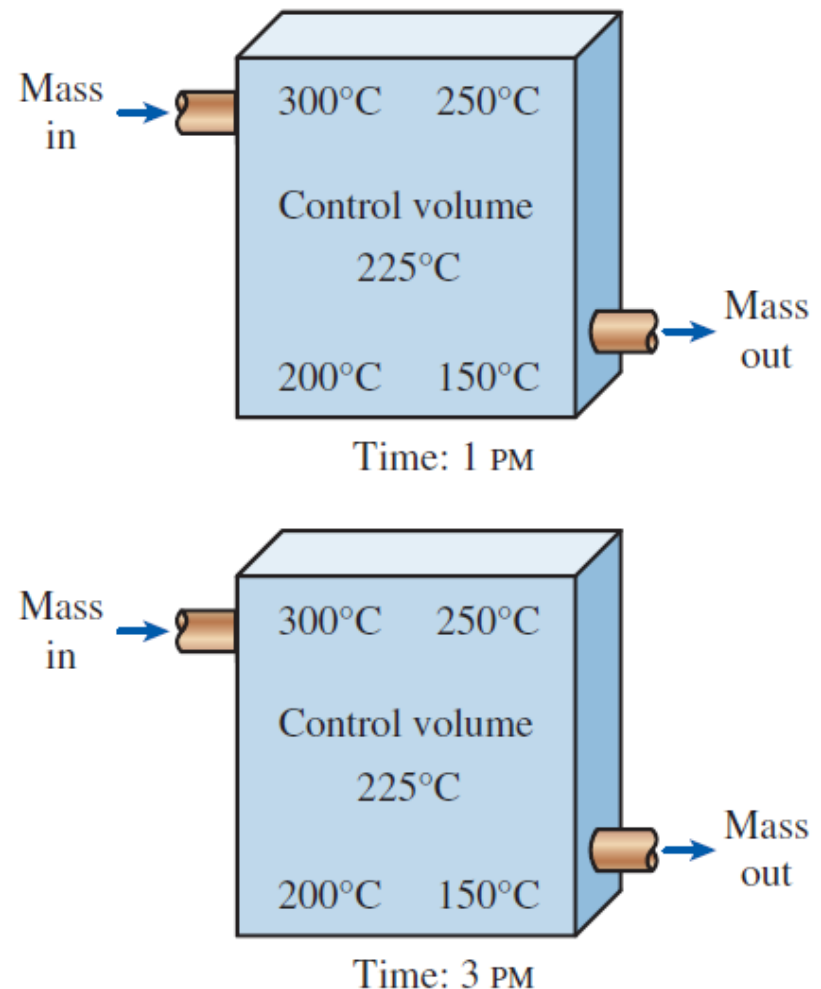 Mass
in
300°C 250°C
Control volume
225°C
Mass
out
200°C 150°C
Time: 1 PM
Mass
in
300°C 250°C
Control volume
225°C
Mass
out
200°C 150°C
Time: 3 PM